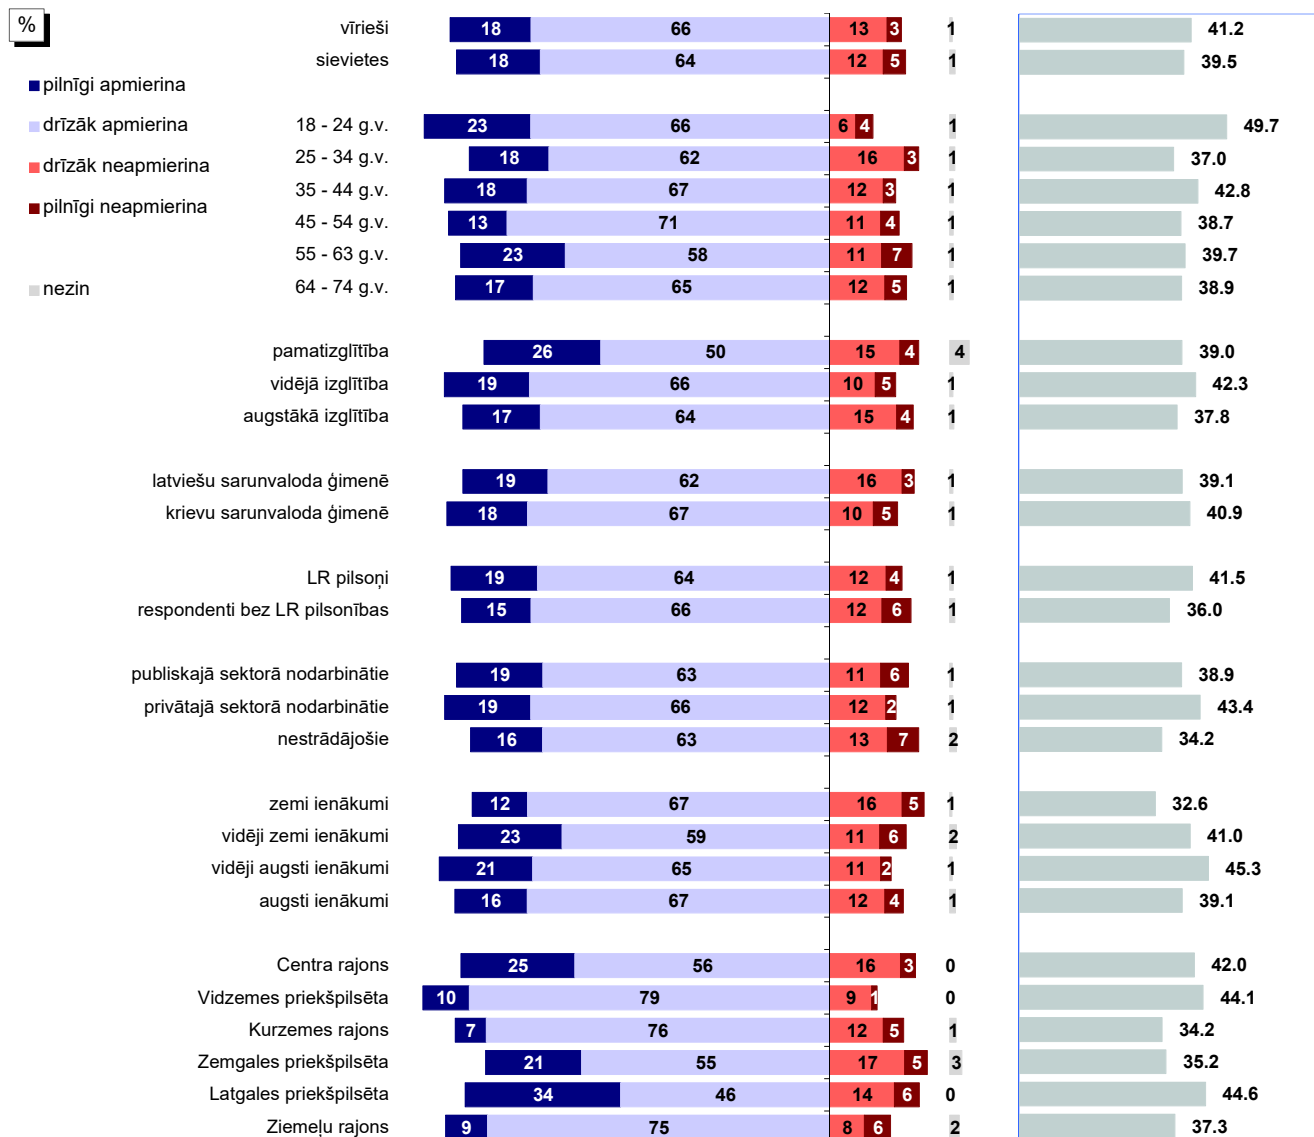 %
pilnīgi apmierina
drīzāk apmierina
drīzāk neapmierina
pilnīgi neapmierina
nezin
vīrieši 18 66 13 3 1 41.2
sievietes 18 64 12 5 1 39.5
18 - 24 g.v. 23 66 6 4 1 49.7
25 - 34 g.v. 18 62 16 3 1 37.0
35 - 44 g.v. 18 67 12 3 1 42.8
45 - 54 g.v. 13 71 11 4 1 38.7
55 - 63 g.v. 23 58 11 7 1 39.7
64 - 74 g.v. 17 65 12 5 1 38.9
pamatizglītība 26 50 15 4 4 39.0
vidējā izglītība 19 66 10 5 1 42.3
augstākā izglītība 17 64 15 4 1 37.8
latviešu sarunvaloda ģimenē 19 62 16 3 1 39.1
krievu sarunvaloda ģimenē 18 67 10 5 1 40.9
LR pilsoņi 19 64 12 4 1 41.5
respondenti bez LR pilsonības 15 66 12 6 1 36.0
publiskajā sektorā nodarbinātie 19 63 11 6 1 38.9
privātajā sektorā nodarbinātie 19 66 12 2 1 43.4
nestrādājošie 16 63 13 7 2 34.2
zemi ienākumi 12 67 16 5 1 32.6
vidēji zemi ienākumi 23 59 11 6 2 41.0
vidēji augsti ienākumi 21 65 11 2 1 45.3
augsti ienākumi 16 67 12 4 1 39.1
Centra rajons 25 56 16 3 0 42.0
Vidzemes priekšpilsēta 10 79 9 1 0 44.1
Kurzemes rajons 7 76 12 5 1 34.2
Zemgales priekšpilsēta 21 55 17 5 3 35.2
Latgales priekšpilsēta 34 46 14 6 0 44.6
Ziemeļu rajons 9 75 8 6 2 37.3